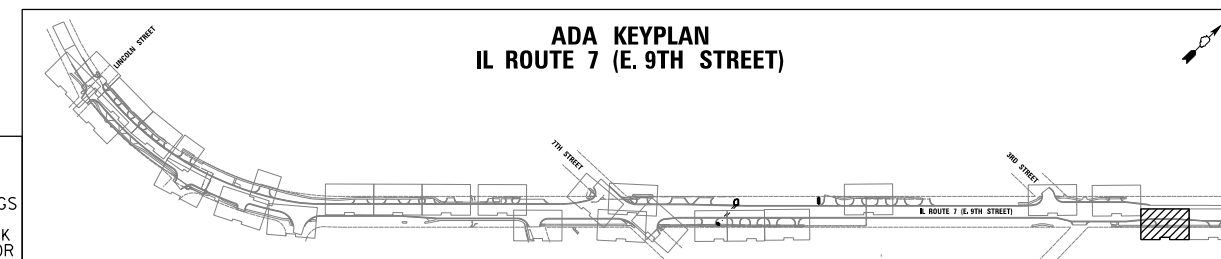 ADA KEYPLAN
IL ROUTE 7 (E. 9TH STREET)
LINCOLN STREET
7TH STREET
3RD STREET
IL ROUTE 7 (E. 9TH STREET)
GS
K
OR